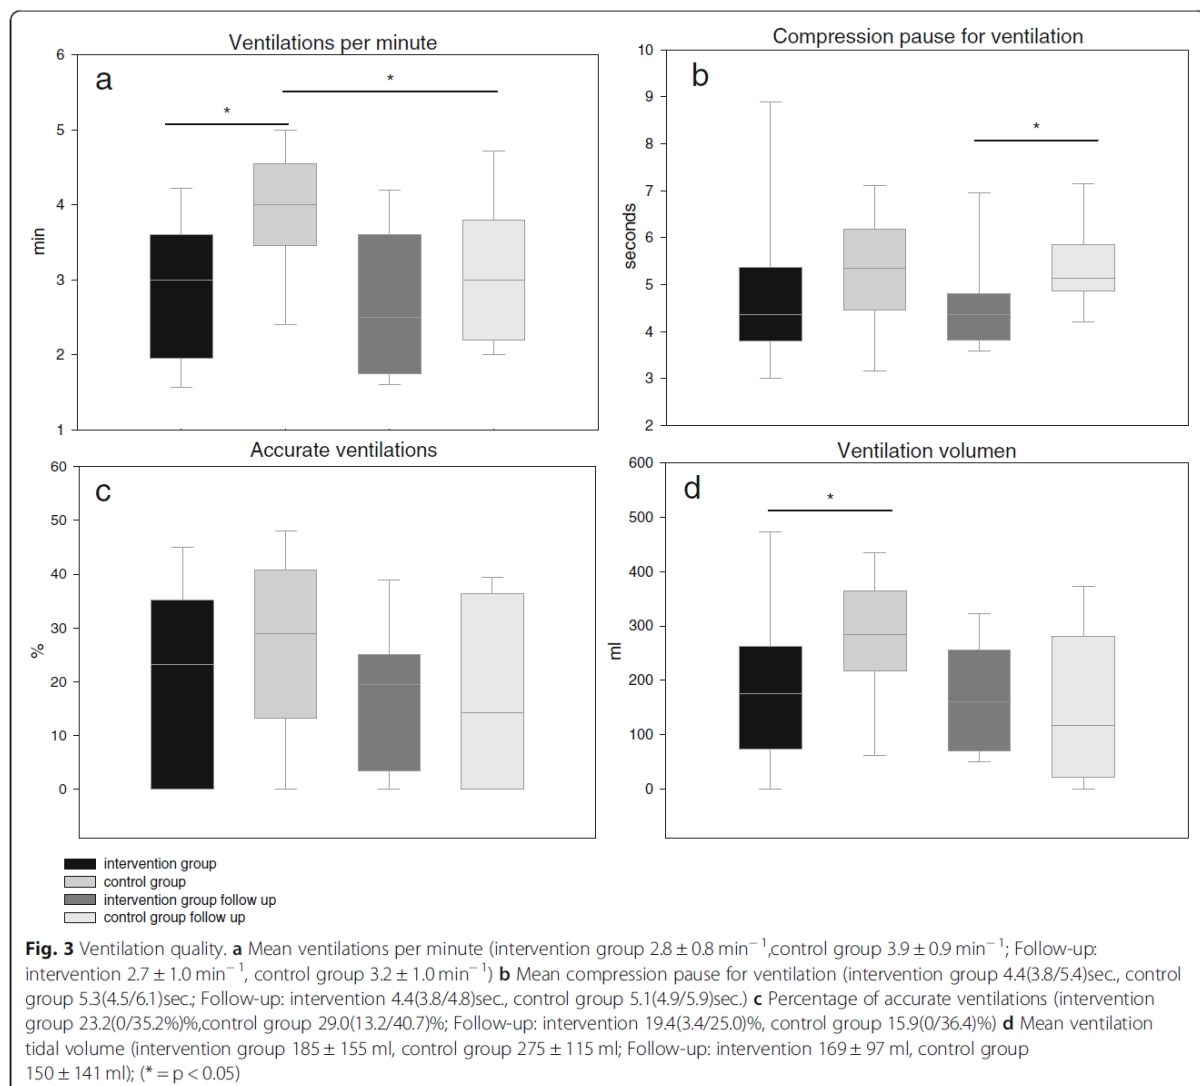 Ventilations per minute
a
*
*
6
5
4
3
2
1
min
Compression pause for ventilation
b
*
10
9
8
7
6
5
4
3
2
seconds
Accurate ventilations
c
60
50
40
30
20
10
0
%
Ventilation volumen
d
*
600
500
400
300
200
100
0
ml
intervention group
control group
intervention group follow up
control group follow up
Fig. 3 Ventilation quality. a Mean ventilations per minute (intervention group 2.8 ± 0.8 min⁻¹,control group 3.9 ± 0.9 min⁻¹; Follow-up:
intervention 2.7 ± 1.0 min⁻¹, control group 3.2 ± 1.0 min⁻¹) b Mean compression pause for ventilation (intervention group 4.4(3.8/5.4)sec., control
group 5.3(4.5/6.1)sec.; Follow-up: intervention 4.4(3.8/4.8)sec., control group 5.1(4.9/5.9)sec.) c Percentage of accurate ventilations (intervention
group 23.2(0/35.2%)%,control group 29.0(13.2/40.7)%; Follow-up: intervention 19.4(3.4/25.0)%, control group 15.9(0/36.4)%) d Mean ventilation
tidal volume (intervention group 185 ± 155 ml, control group 275 ± 115 ml; Follow-up: intervention 169 ± 97 ml, control group
150 ± 141 ml); (* = p < 0.05)